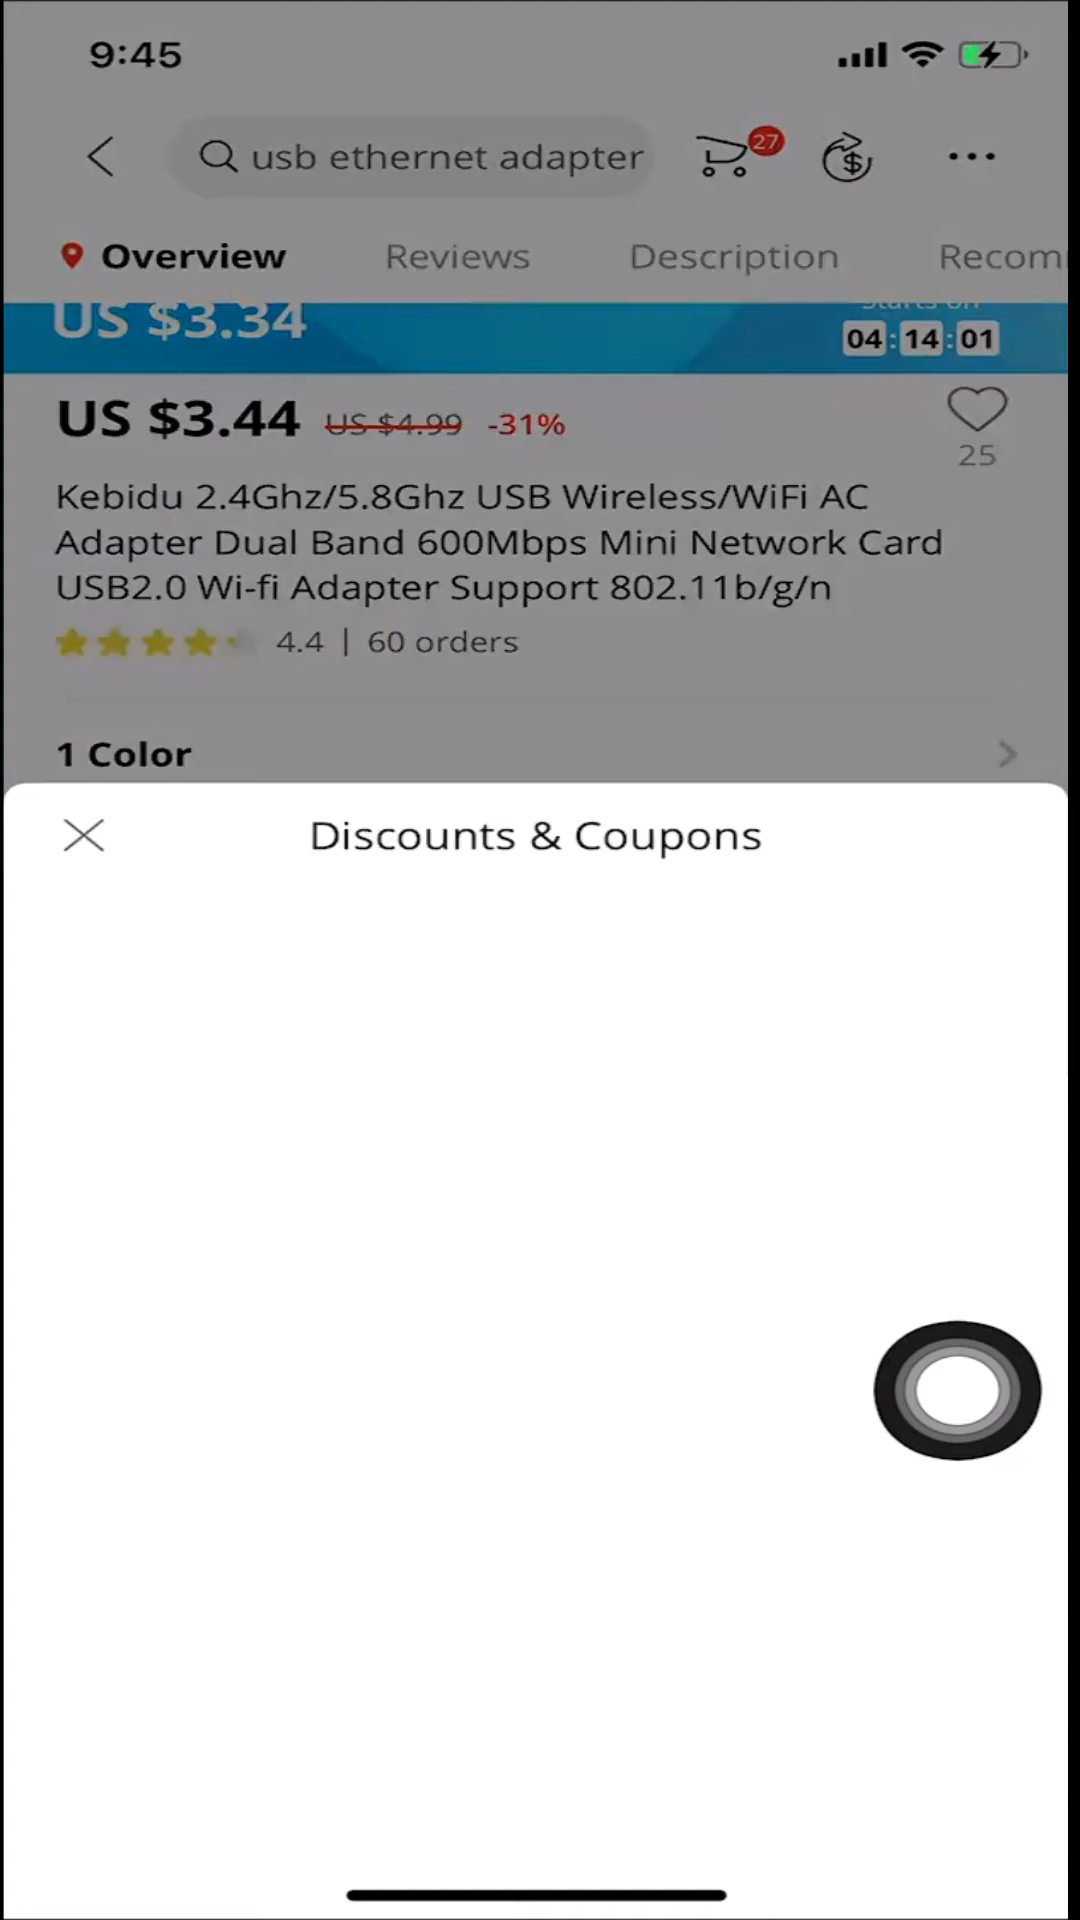 9:45
usb ethernet adapter
27
Overview Reviews Description Recom
US $3.34
Starts on
04:14:01
US $3.44 US $4.99 -31%
25
Kebidu 2.4Ghz/5.8Ghz USB Wireless/WiFi AC
Adapter Dual Band 600Mbps Mini Network Card
USB2.0 Wi-fi Adapter Support 802.11b/g/n
4.4 | 60 orders
1 Color
Discounts & Coupons